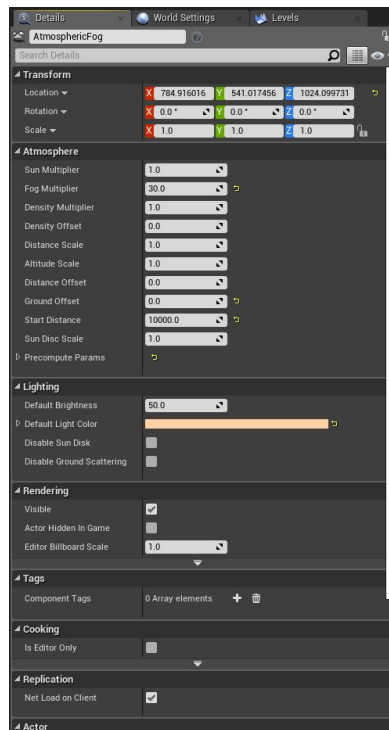 Details World Settings Levels
AtmosphericFog
Search Details
Transform
Location X 784.916016 Y 541.017456 Z 1024.099731
Rotation X 0.0 ° Y 0.0 ° Z 0.0 °
Scale X 1.0 Y 1.0 Z 1.0
Atmosphere
Sun Multiplier 1.0
Fog Multiplier 30.0
Density Multiplier 1.0
Density Offset 0.0
Distance Scale 1.0
Altitude Scale 1.0
Distance Offset 0.0
Ground Offset 0.0
Start Distance 10000.0
Sun Disc Scale 1.0
Precompute Params
Lighting
Default Brightness 50.0
Default Light Color
Disable Sun Disk
Disable Ground Scattering
Rendering
Visible
Actor Hidden In Game
Editor Billboard Scale 1.0
Tags
Component Tags 0 Array elements
Cooking
Is Editor Only
Replication
Net Load on Client
Actor